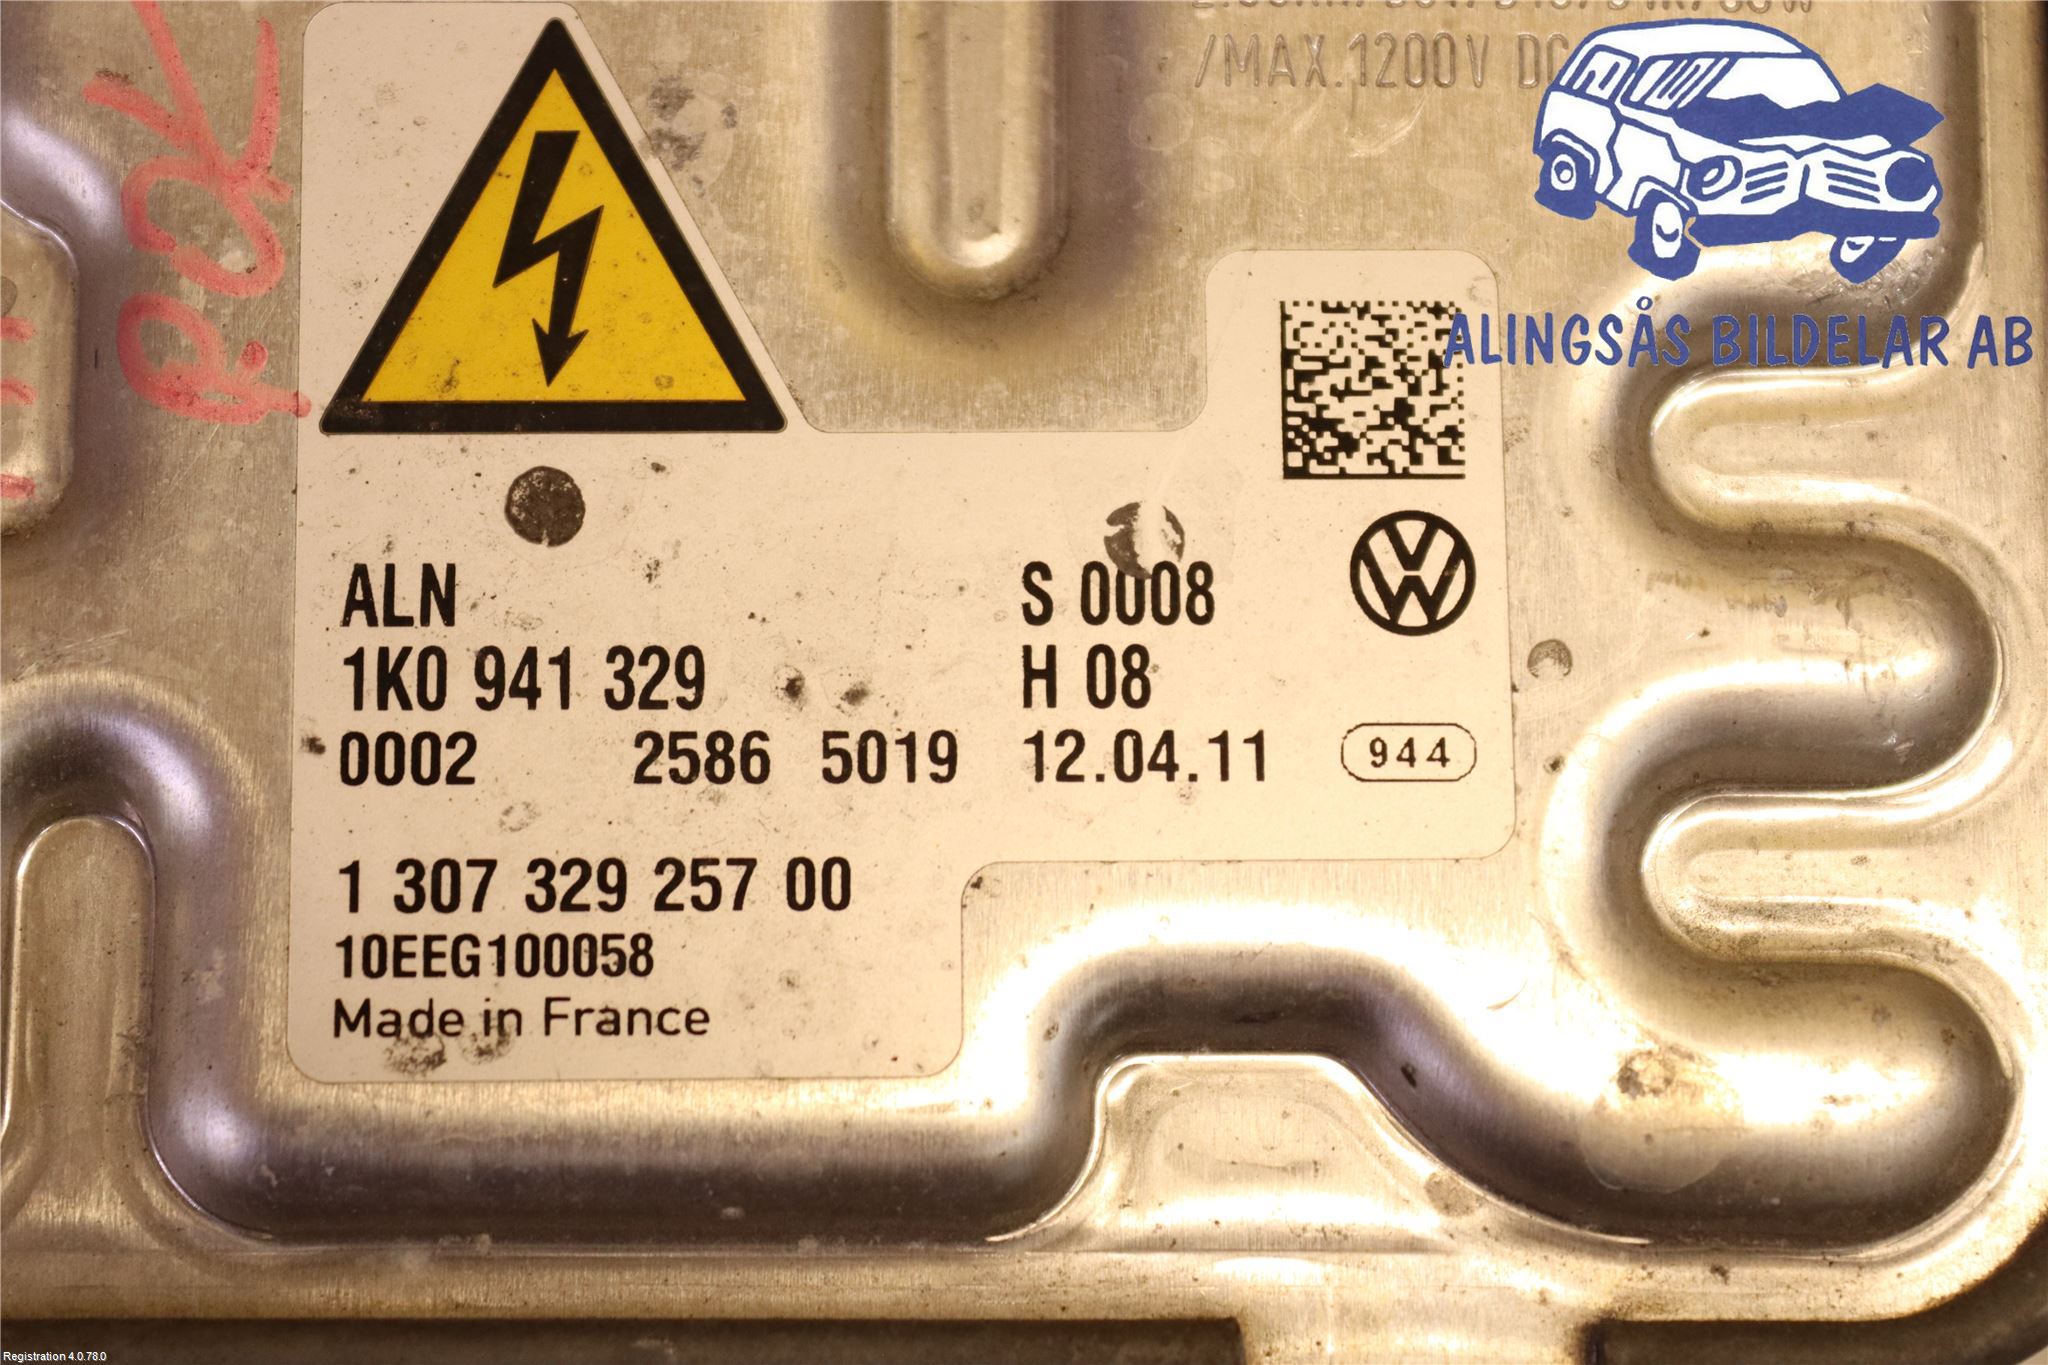 /MAX.1200V DC
ALINGSÅS BILDELAR AB
R.OK
ALN
S 0008
1K0 941 329
H 08
0002 2586 5019 12.04.11
944
1 307 329 257 00
10EEG100058
Made in France
Registration 4.0.78.0